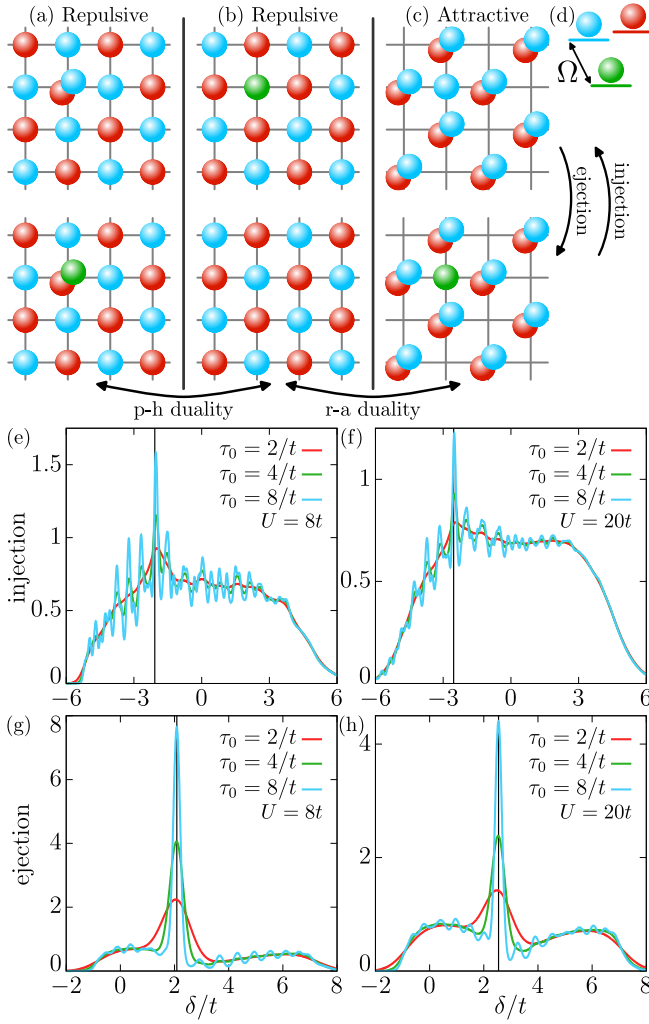 (a) Repulsive
(b) Repulsive
(c) Attractive
(d)
Ω
ejection
injection
p-h duality
r-a duality
(e)
τ₀ = 2/t
τ₀ = 4/t
τ₀ = 8/t
U = 8t
injection
1.5
1
0.5
0
−6
−3
0
3
6
(f)
τ₀ = 2/t
τ₀ = 4/t
τ₀ = 8/t
U = 20t
1
0.5
0
−6
−3
0
3
6
(g)
τ₀ = 2/t
τ₀ = 4/t
τ₀ = 8/t
U = 8t
ejection
8
6
4
2
0
−2
0
2
4
6
8
δ/t
(h)
τ₀ = 2/t
τ₀ = 4/t
τ₀ = 8/t
U = 20t
4
2
0
−2
0
2
4
6
8
δ/t